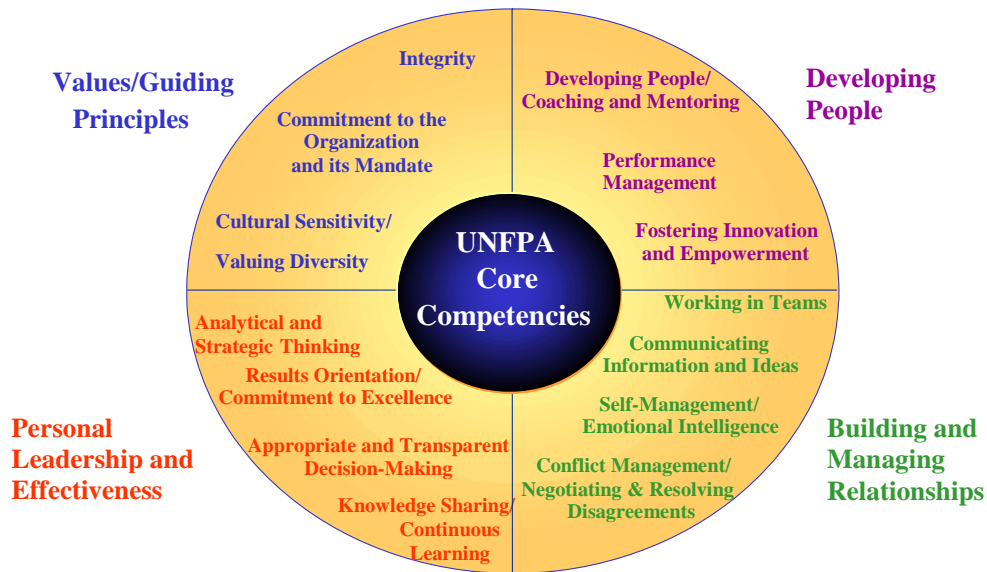 Values/Guiding
Principles
Integrity
Commitment to the
Organization
and its Mandate
Cultural Sensitivity/
Valuing Diversity
Developing People/
Coaching and Mentoring
Performance
Management
Fostering Innovation
and Empowerment
Developing
People
UNFPA
Core
Competencies
Analytical and
Strategic Thinking
Results Orientation/
Commitment to Excellence
Appropriate and Transparent
Decision-Making
Knowledge Sharing/
Continuous
Learning
Personal
Leadership and
Effectiveness
Working in Teams
Communicating
Information and Ideas
Self-Management/
Emotional Intelligence
Conflict Management/
Negotiating & Resolving
Disagreements
Building and
Managing
Relationships